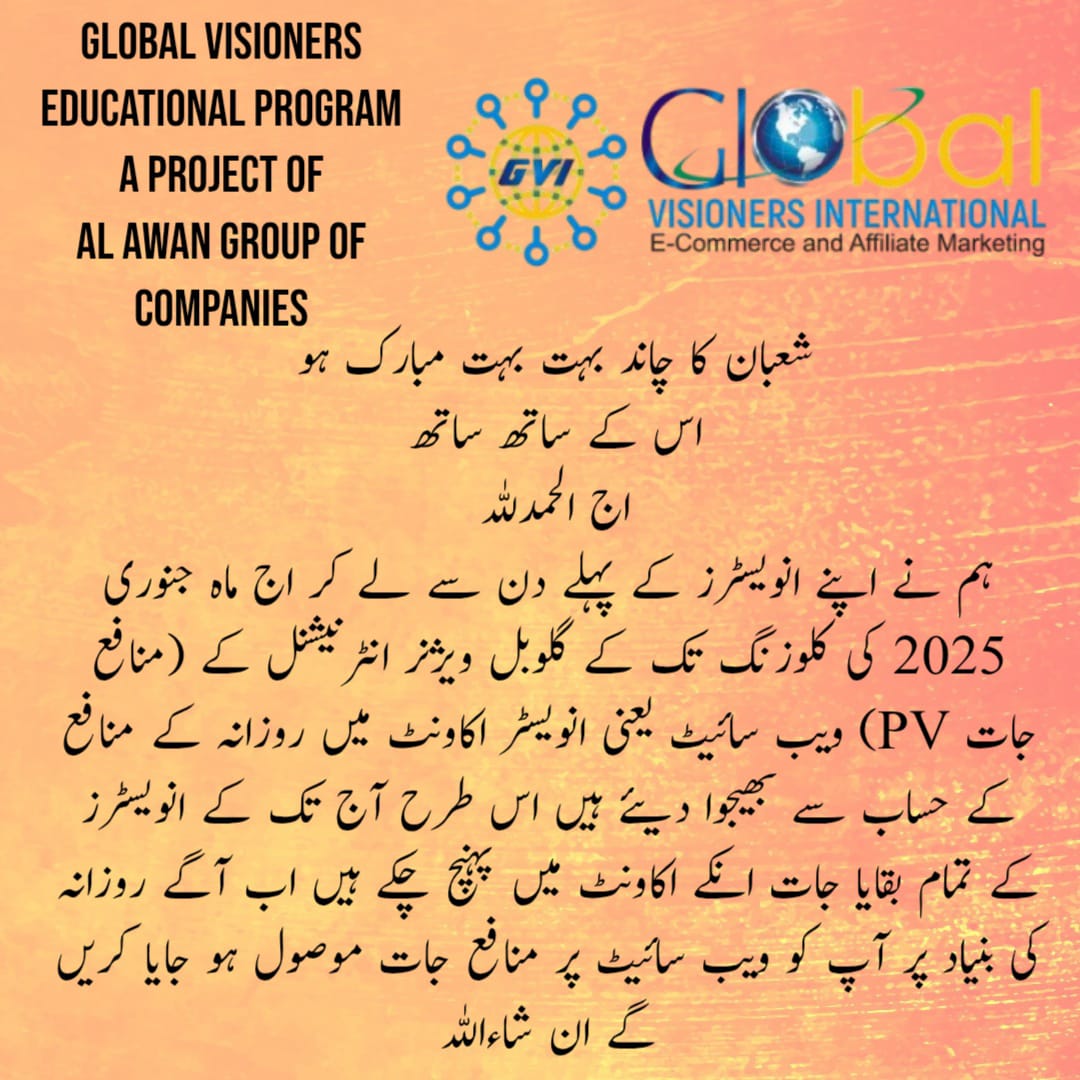 GLOBAL VISIONERS
EDUCATIONAL PROGRAM
A PROJECT OF
AL AWAN GROUP OF
COMPANIES
GVI
Global
VISIONERS INTERNATIONAL
E-Commerce and Affiliate Marketing
شعبان کا چاند بہت بہت مبارک ہو
اس کے ساتھ ساتھ
اج الحمدللہ
ہم نے اپنے انویسٹرز کے پہلے دن سے لے کر اج ماہ جنوری
2025 کی کلوزنگ تک کے گلوبل ویژنز انٹرنیشنل کے (منافع
جات PV) ویب سائیٹ یعنی انویسٹر اکاونٹ میں روزانہ کے منافع
کے حساب سے بھیجوا دیئے ہیں اس طرح آج تک کے انویسٹرز
کے تمام بقایا جات انکے اکاونٹ میں پہنچ چکے ہیں اب آگے روزانہ
کی بنیاد پر آپ کو ویب سائیٹ پر منافع جات موصول ہو جایا کریں
گے ان شاءاللہ